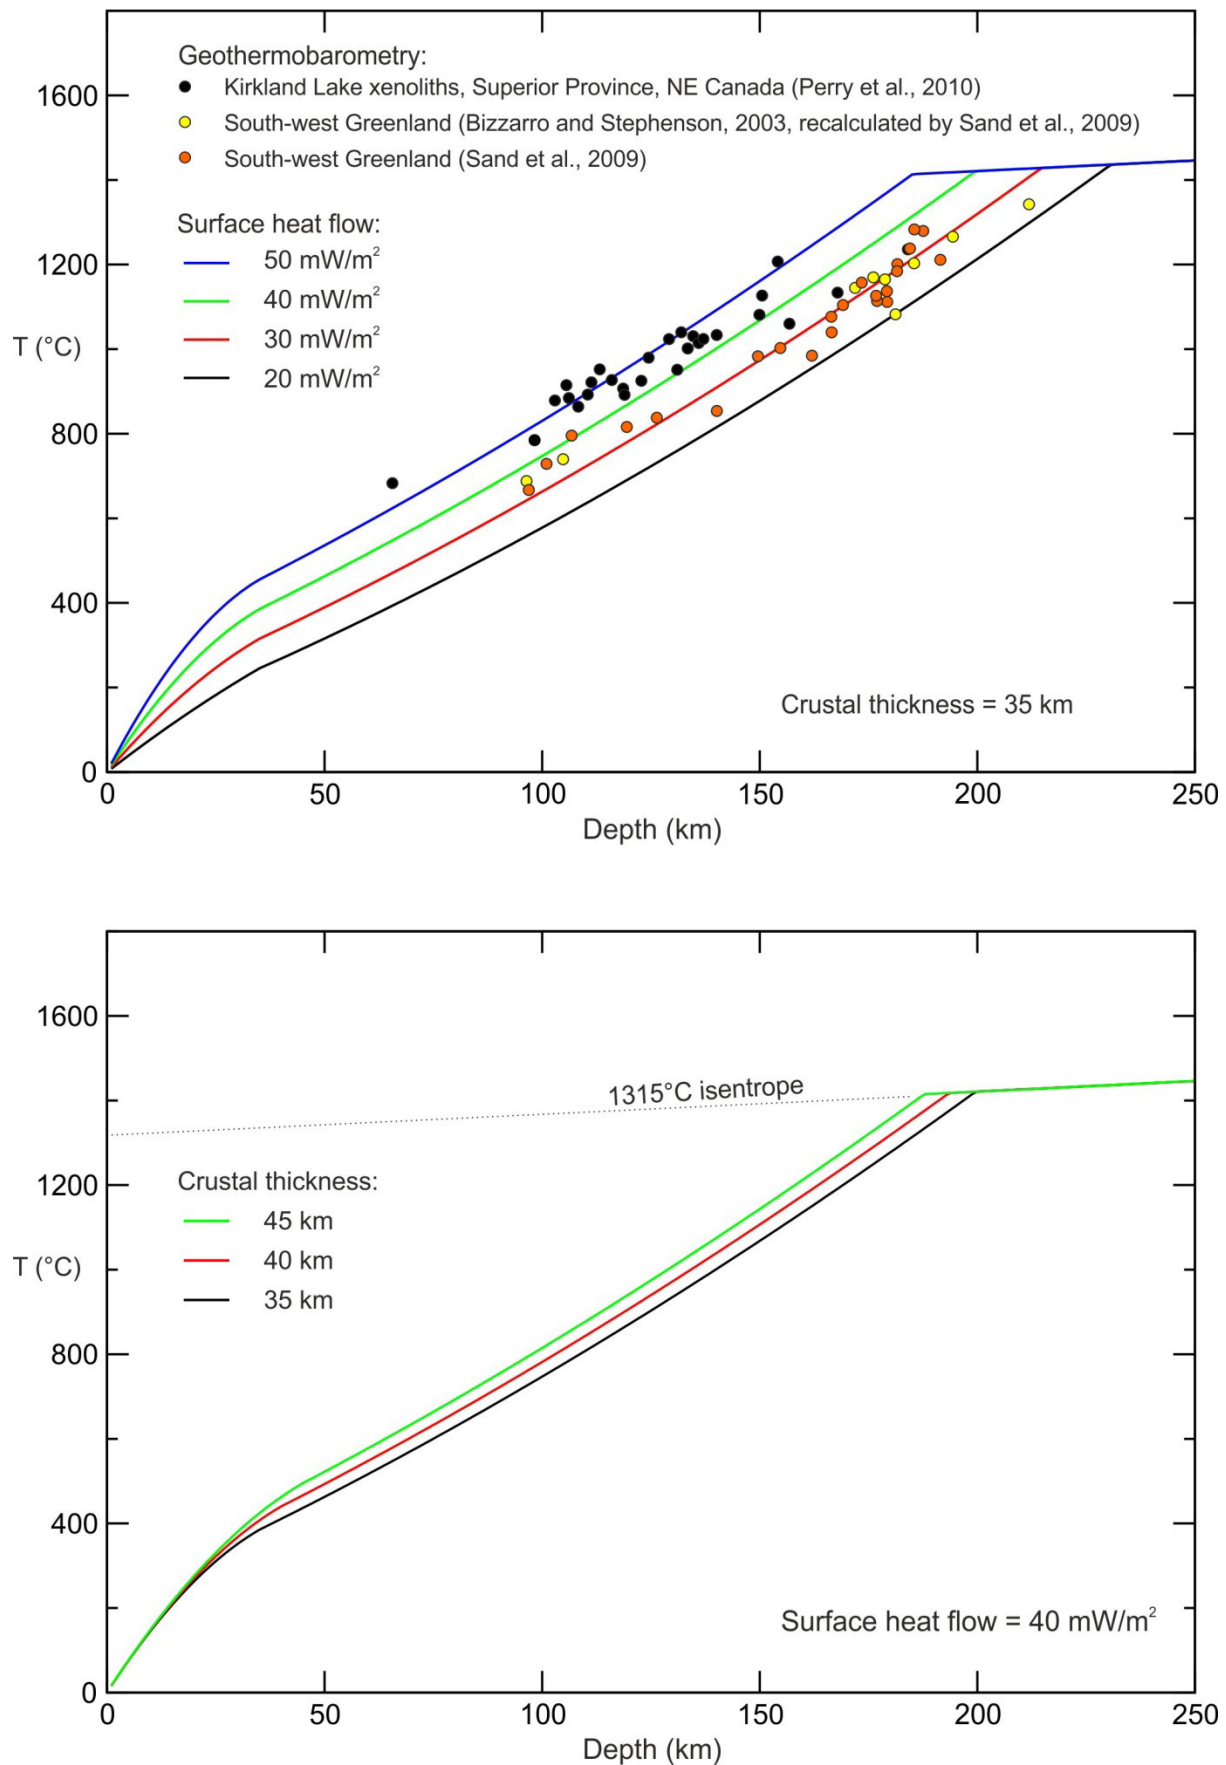 Geothermobarometry:
Kirkland Lake xenoliths, Superior Province, NE Canada (Perry et al., 2010)
South-west Greenland (Bizzarro and Stephenson, 2003, recalculated by Sand et al., 2009)
South-west Greenland (Sand et al., 2009)
Surface heat flow:
50 mW/m²
40 mW/m²
30 mW/m²
20 mW/m²
1600
1200
T (°C)
800
400
0
Crustal thickness = 35 km
0 50 100 150 200 250
Depth (km)
1600
1315°C isentrope
1200
Crustal thickness:
45 km
40 km
35 km
T (°C)
800
400
0
Surface heat flow = 40 mW/m²
0 50 100 150 200 250
Depth (km)